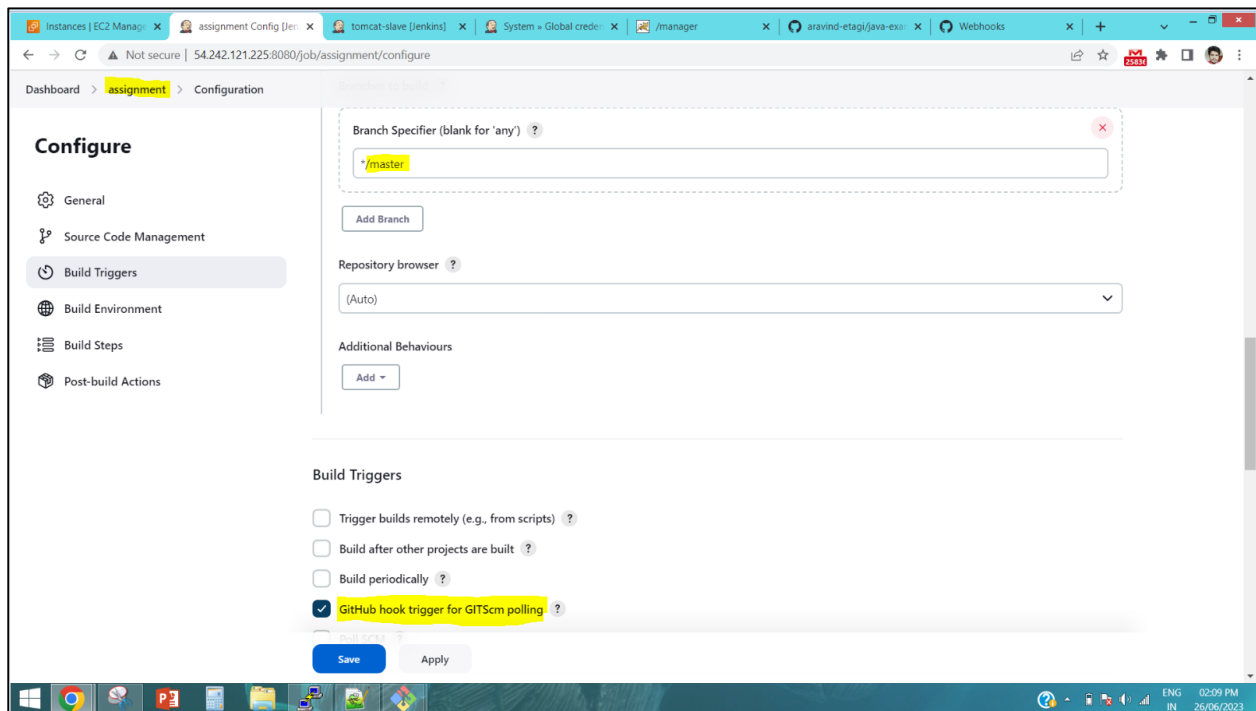 Instances | EC2 Manage
assignment Config [Jen
tomcat-slave [Jenkins]
System » Global creden
/manager
aravind-etagi/java-exam
Webhooks
Not secure | 54.242.121.225:8080/job/assignment/configure
Dashboard > assignment > Configuration
Configure
General
Source Code Management
Build Triggers
Build Environment
Build Steps
Post-build Actions
Branch Specifier (blank for 'any') ?
*/master
Add Branch
Repository browser ?
(Auto)
Additional Behaviours
Add
Build Triggers
Trigger builds remotely (e.g., from scripts) ?
Build after other projects are built ?
Build periodically ?
GitHub hook trigger for GITScm polling ?
Poll SCM ?
Save
Apply
ENG
IN
02:09 PM
26/06/2023